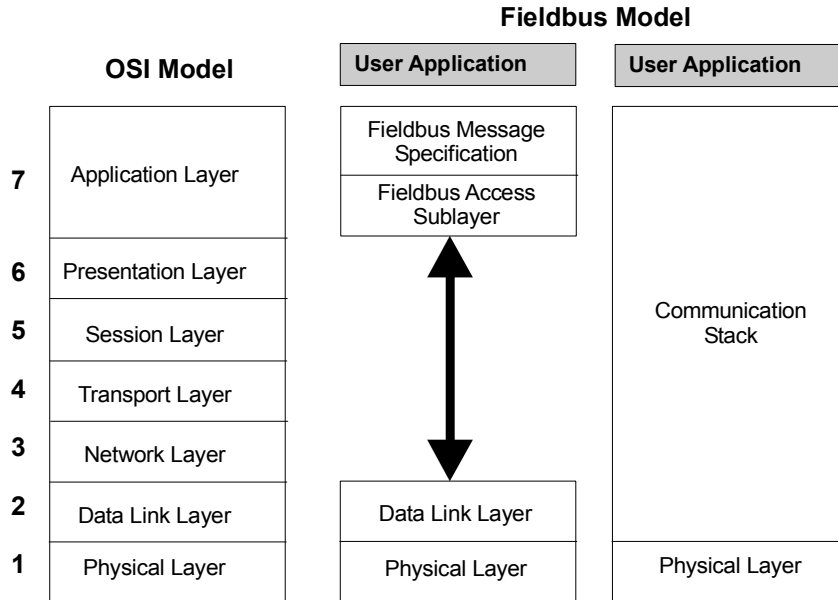 Fieldbus Model
OSI Model
User Application
User Application
7
Application Layer
6
Presentation Layer
5
Session Layer
4
Transport Layer
3
Network Layer
2
Data Link Layer
1
Physical Layer
Fieldbus Message
Specification
Fieldbus Access
Sublayer
Data Link Layer
Physical Layer
Communication
Stack
Physical Layer